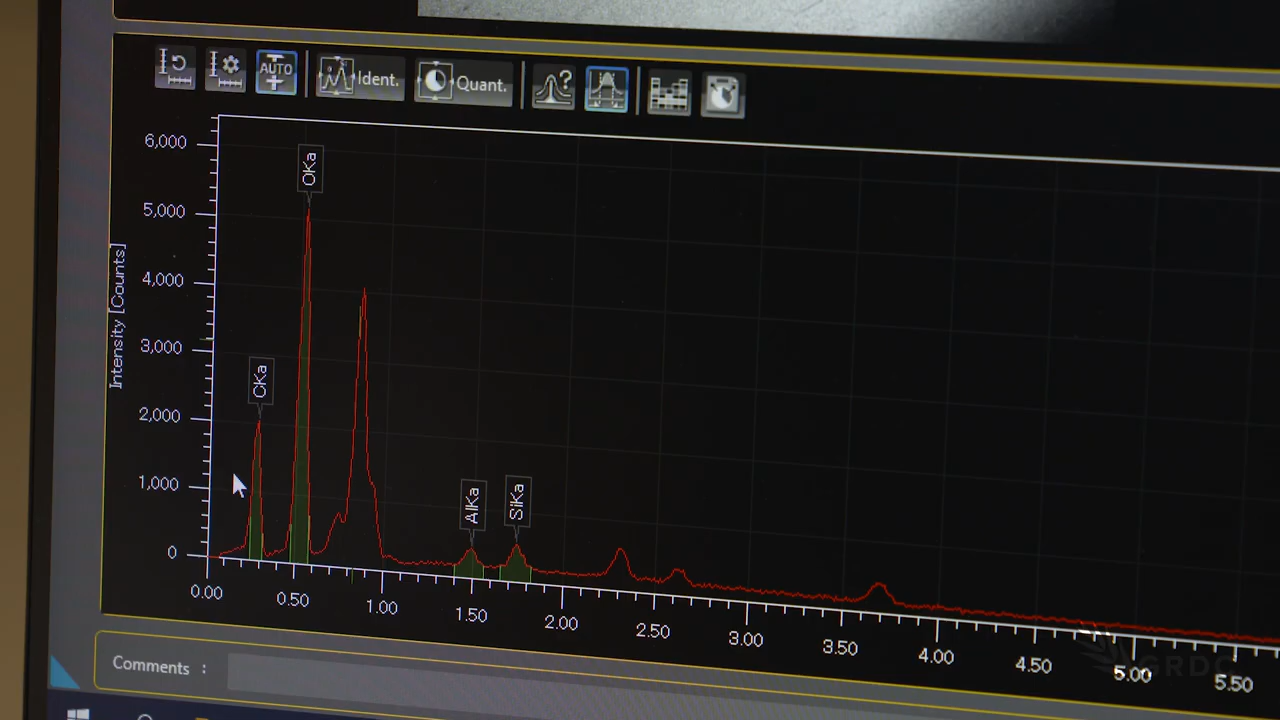 AUTO
Ident.
Quant.
?
Intensity [Counts]
6,000
5,000
4,000
3,000
2,000
1,000
0
CKa
OKa
AlKa
SiKa
0.00 0.50 1.00 1.50 2.00 2.50 3.00 3.50 4.00 4.50 5.00 5.50
Comments :
GRDC